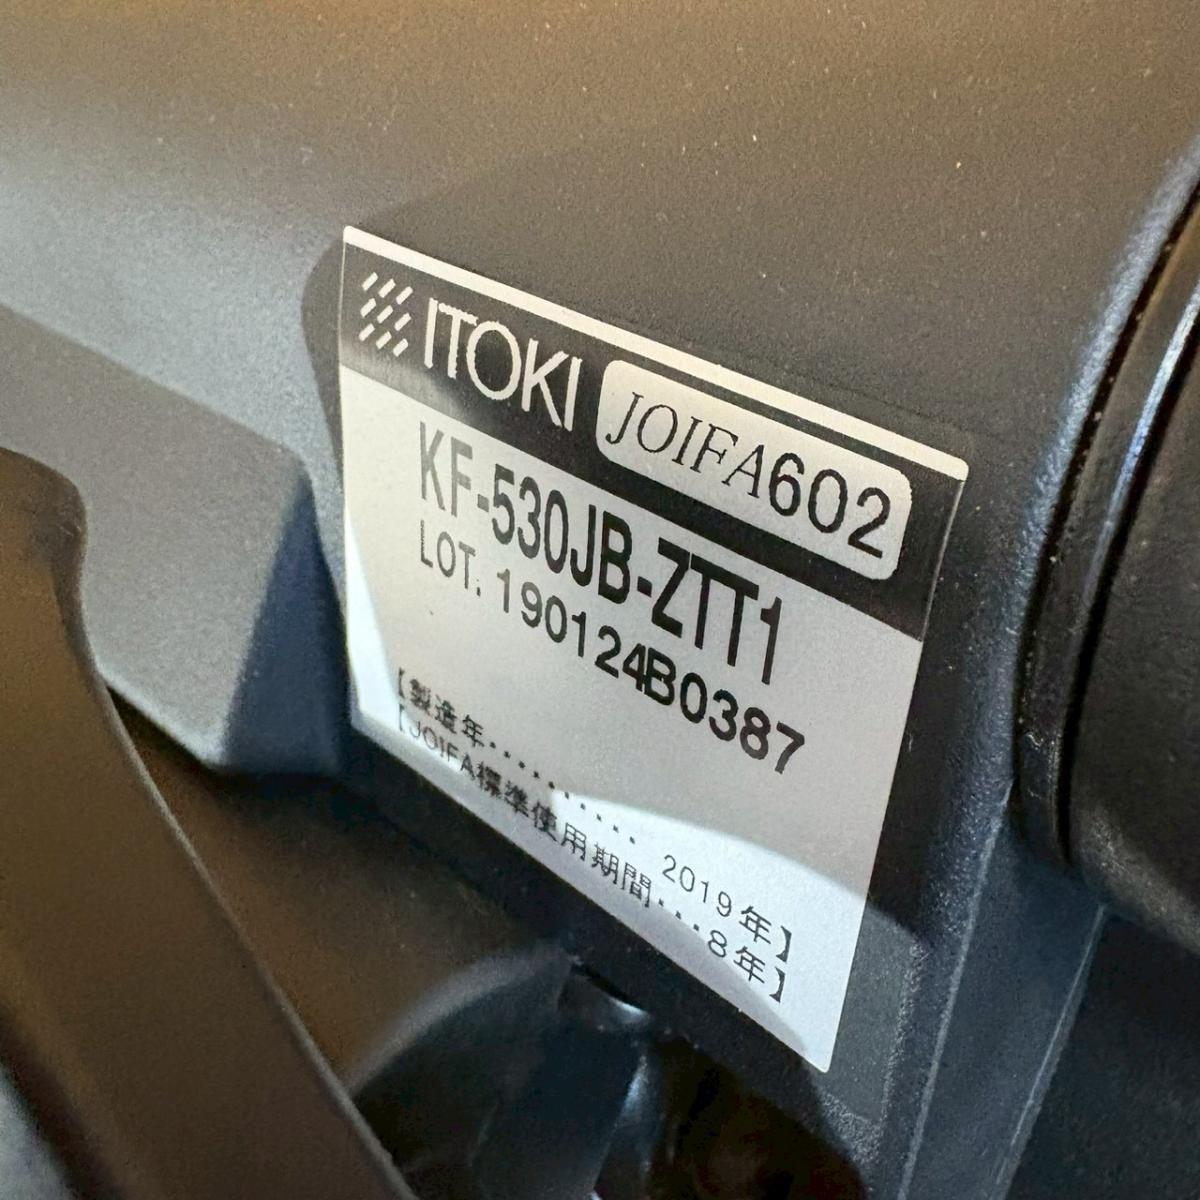 ITOKI JOIFA602
KF-530JB-ZTT1
LOT. 190124B0387
【製造年・・・・・・・・・・2019年】
【JOIFA標準使用期間・・・8年】